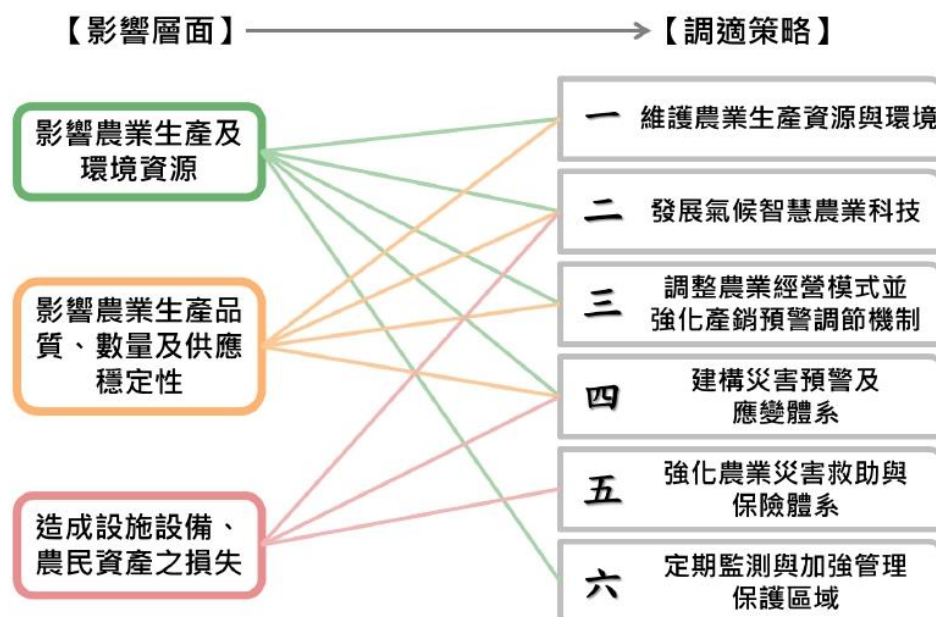 【影響層面】
【調適策略】
影響農業生產及
環境資源
影響農業生產品
質、數量及供應
穩定性
造成設施設備、
農民資產之損失
一 維護農業生產資源與環境
二 發展氣候智慧農業科技
三 調整農業經營模式並
強化產銷預警調節機制
四 建構災害預警及
應變體系
五 強化農業災害救助與
保險體系
六 定期監測與加強管理
保護區域